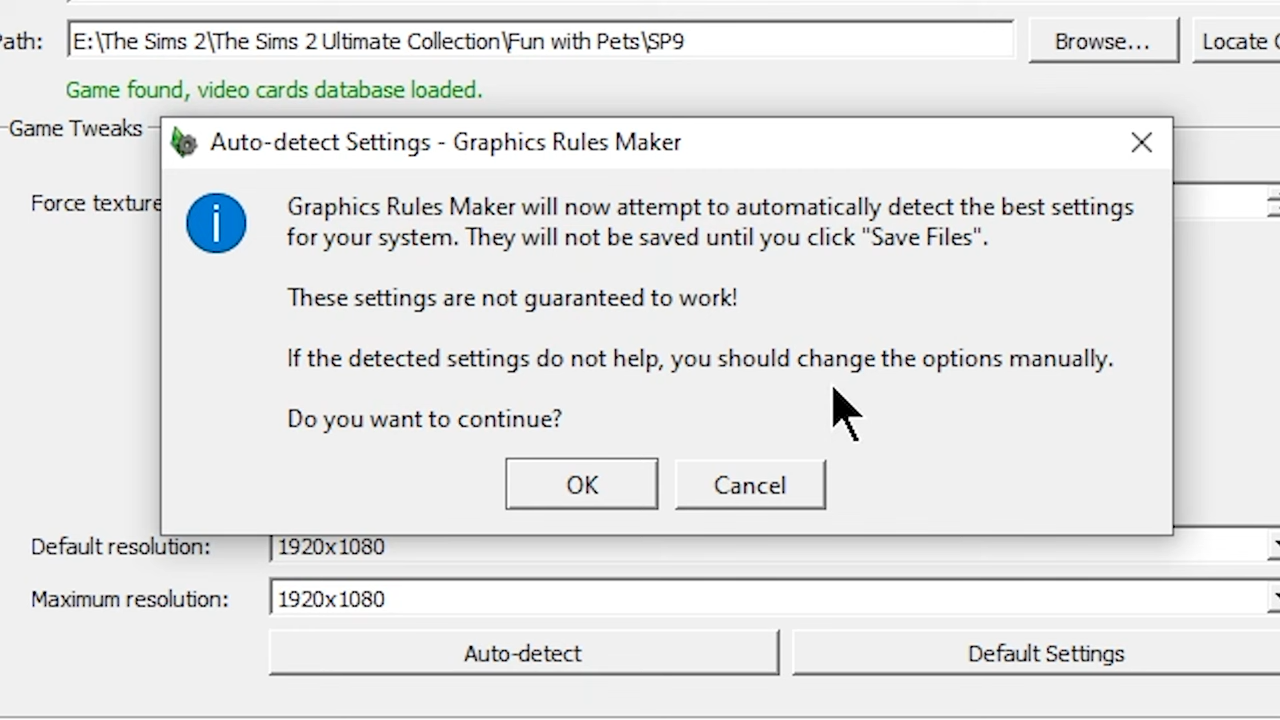 Path: E:\The Sims 2\The Sims 2 Ultimate Collection\Fun with Pets\SP9 Browse... Locate
Game found, video cards database loaded.
Game Tweaks
Auto-detect Settings - Graphics Rules Maker
Force texture
Graphics Rules Maker will now attempt to automatically detect the best settings
for your system. They will not be saved until you click "Save Files".
These settings are not guaranteed to work!
If the detected settings do not help, you should change the options manually.
Do you want to continue?
OK Cancel
Default resolution: 1920x1080
Maximum resolution: 1920x1080
Auto-detect Default Settings